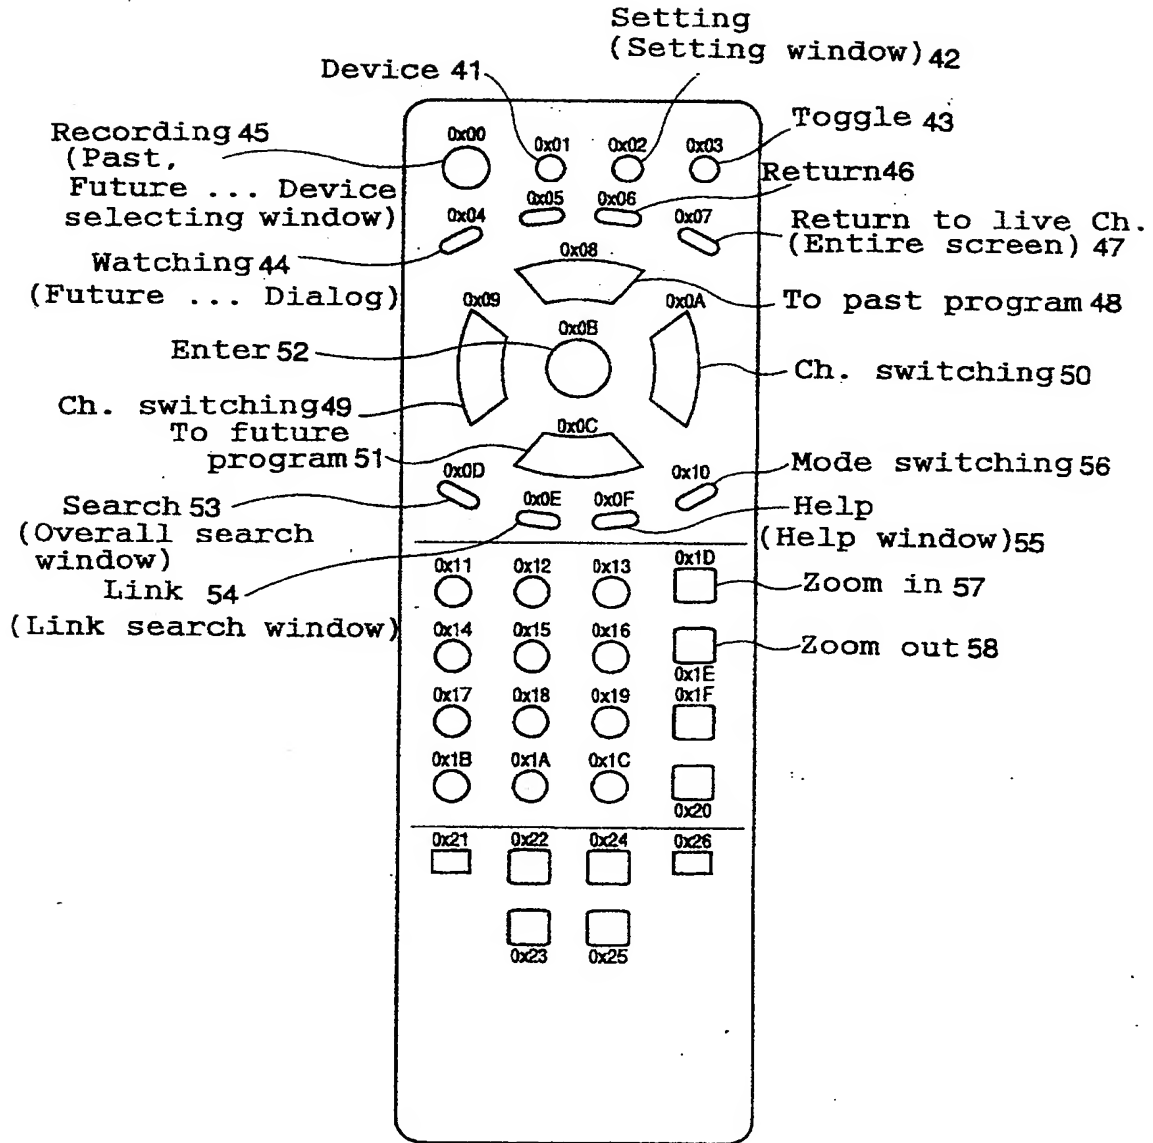 Setting
(Setting window) 42
Device 41
Recording 45
(Past,
Future ... Device
selecting window)
Toggle 43
Return 46
0x00
0x01
0x02
0x03
0x04
0x05
0x06
0x07
Return to live Ch.
(Entire screen) 47
Watching 44
(Future ... Dialog)
0x08
0x09
0x0A
To past program 48
Enter 52
0x0B
Ch. switching 50
Ch. switching 49
To future
program 51
0x0C
0x0D
0x0E
0x0F
0x10
Mode switching 56
Search 53
(Overall search
window)
Help
(Help window) 55
Link 54
(Link search window)
0x11
0x12
0x13
0x1D
Zoom in 57
0x14
0x15
0x16
Zoom out 58
0x1E
0x17
0x18
0x19
0x1F
0x1B
0x1A
0x1C
0x20
0x21
0x22
0x24
0x26
0x23
0x25